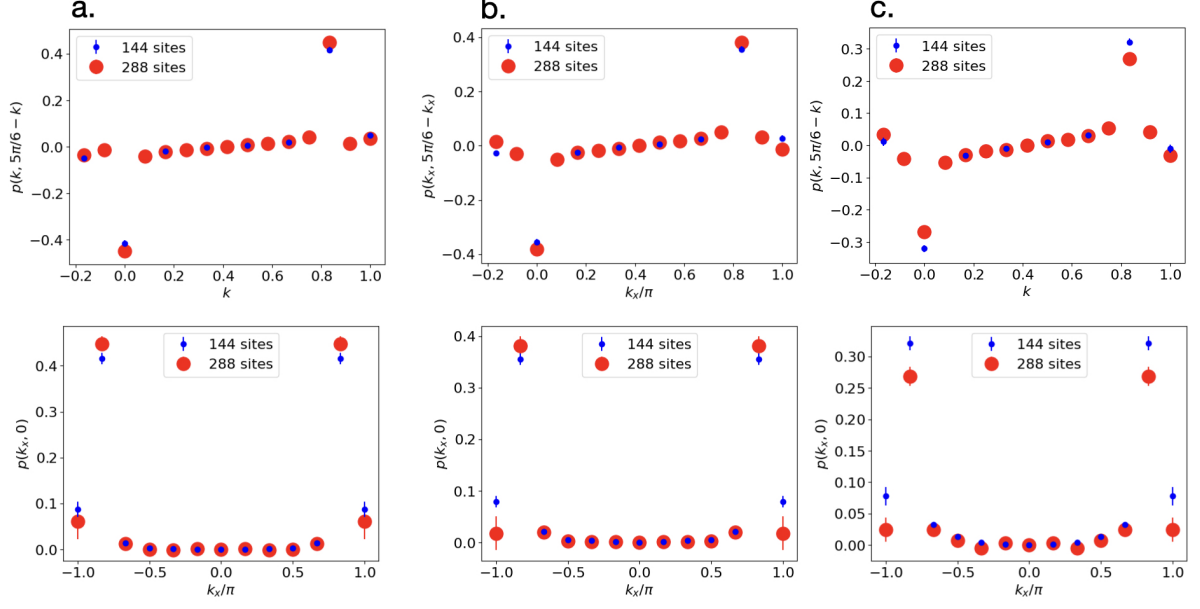 a.
b.
c.
p(k, 5π/6 − k)
0.4
0.2
0.0
−0.2
−0.4
144 sites
288 sites
−0.2 0.0 0.2 0.4 0.6 0.8 1.0
k
p(kₓ, 5π/6 − kₓ)
0.4
0.2
0.0
−0.2
−0.4
144 sites
288 sites
−0.2 0.0 0.2 0.4 0.6 0.8 1.0
kₓ/π
p(k, 5π/6 − k)
0.3
0.2
0.1
0.0
−0.1
−0.2
−0.3
144 sites
288 sites
−0.2 0.0 0.2 0.4 0.6 0.8 1.0
k
p(kₓ, 0)
0.4
0.3
0.2
0.1
0.0
144 sites
288 sites
−1.0 −0.5 0.0 0.5 1.0
kₓ/π
p(kₓ, 0)
0.4
0.3
0.2
0.1
0.0
144 sites
288 sites
−1.0 −0.5 0.0 0.5 1.0
kₓ/π
p(kₓ, 0)
0.30
0.25
0.20
0.15
0.10
0.05
0.00
144 sites
288 sites
−1.0 −0.5 0.0 0.5 1.0
kₓ/π